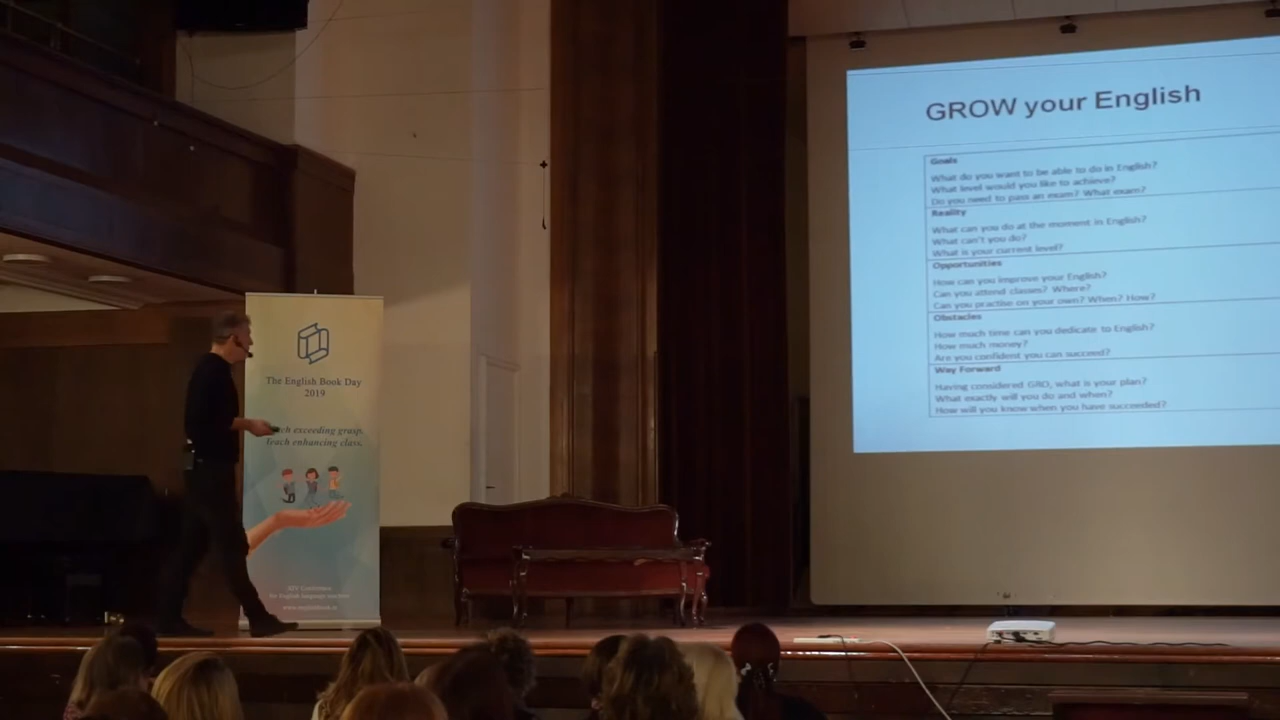 GROW your English
Goals
What do you want to be able to do in English?
What level would you like to achieve?
Do you need to pass an exam? What exam?
Reality
What can you do at the moment in English?
What can't you do?
What is your current level?
Opportunities
How can you improve your English?
Can you attend classes? Where?
Can you practise on your own? When? How?
Obstacles
How much time can you dedicate to English?
How much money?
Are you confident you can succeed?
Way Forward
Having considered GRO, what is your plan?
What exactly will you do and when?
How will you know when you have succeeded?
The English Book Day
2019
exceeding grasp.
Teach enhancing class.
for English language teachers